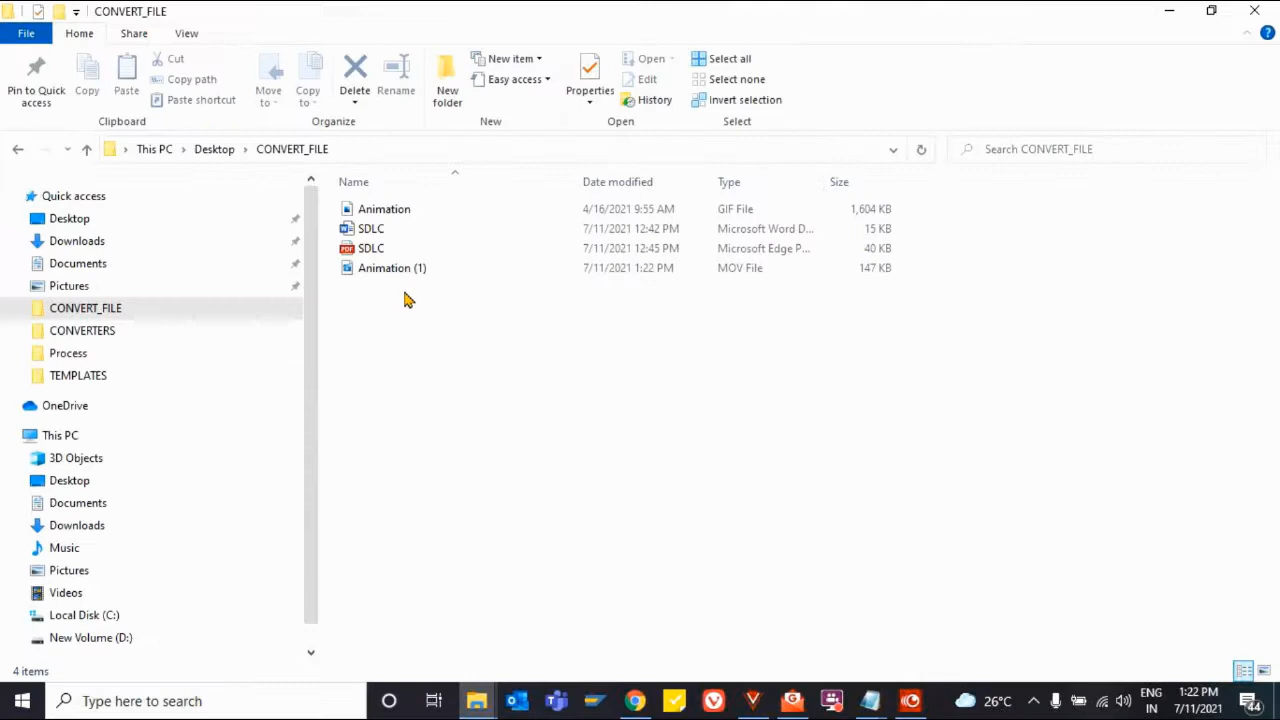 CONVERT_FILE
File Home Share View
Pin to Quick access
Copy
Paste
Cut
Copy path
Paste shortcut
Clipboard
Move to
Copy to
Delete
Rename
Organize
New folder
New item
Easy access
New
Properties
Open
Edit
History
Open
Select all
Select none
Invert selection
Select
This PC > Desktop > CONVERT_FILE
Search CONVERT_FILE
Name Date modified Type Size
Animation 4/16/2021 9:55 AM GIF File 1,604 KB
SDLC 7/11/2021 12:42 PM Microsoft Word D... 15 KB
PDF SDLC 7/11/2021 12:45 PM Microsoft Edge P... 40 KB
Animation (1) 7/11/2021 1:22 PM MOV File 147 KB
Quick access
Desktop
Downloads
Documents
Pictures
CONVERT_FILE
CONVERTERS
Process
TEMPLATES
OneDrive
This PC
3D Objects
Desktop
Documents
Downloads
Music
Pictures
Videos
Local Disk (C:)
New Volume (D:)
4 items
Type here to search
26°C
ENG
IN
1:22 PM
7/11/2021
44